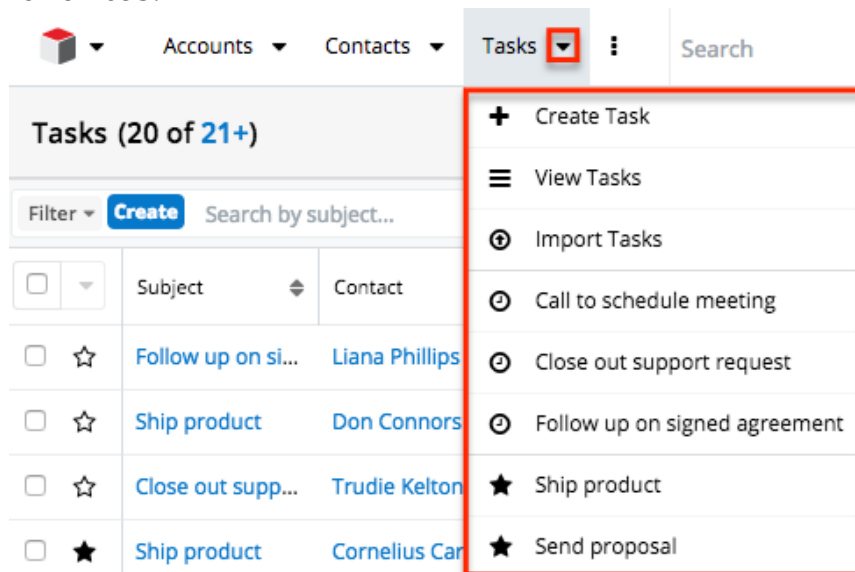 Accounts Contacts Tasks Search
Tasks (20 of 21+)
Filter Create Search by subject...
Subject Contact
Follow up on si... Liana Phillips
Ship product Don Connors
Close out supp... Trudie Kelton
Ship product Cornelius Car
Create Task
View Tasks
Import Tasks
Call to schedule meeting
Close out support request
Follow up on signed agreement
Ship product
Send proposal